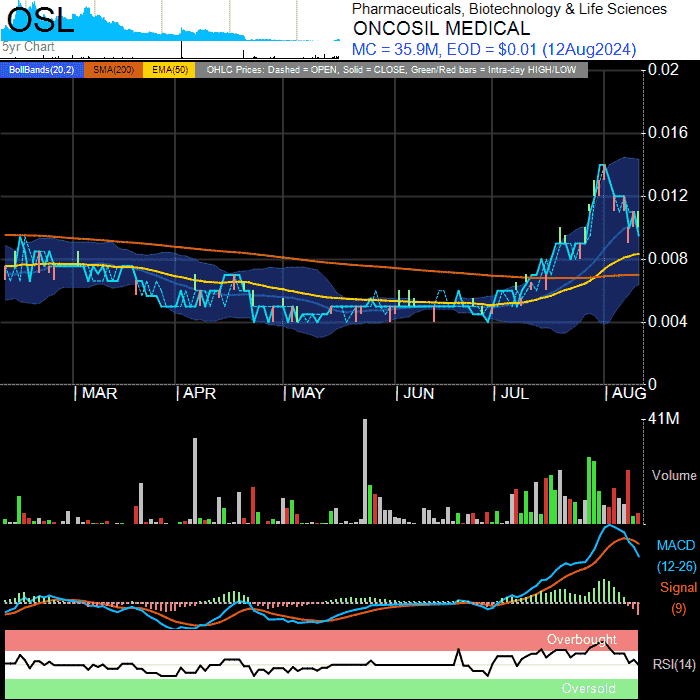 OSL
5yr Chart
Pharmaceuticals, Biotechnology & Life Sciences
ONCOSIL MEDICAL
MC = 35.9M, EOD = $0.01 (12Aug2024)
BollBands(20,2) SMA(200) EMA(50) OHLC Prices: Dashed = OPEN, Solid = CLOSE, Green/Red bars = Intra-day HIGH/LOW
0.02
0.016
0.012
0.008
0.004
0
MAR APR MAY JUN JUL AUG
41M
Volume
MACD
(12-26)
Signal
(9)
Overbought
RSI(14)
Oversold